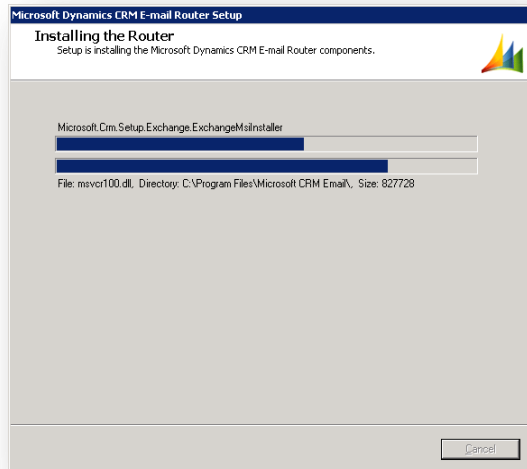 Microsoft Dynamics CRM E-mail Router Setup
Installing the Router
Setup is installing the Microsoft Dynamics CRM E-mail Router components.
Microsoft.Crm.Setup.Exchange.ExchangeMsiInstaller
File: msvcr100.dll, Directory: C:\Program Files\Microsoft CRM Email\, Size: 827728
Cancel